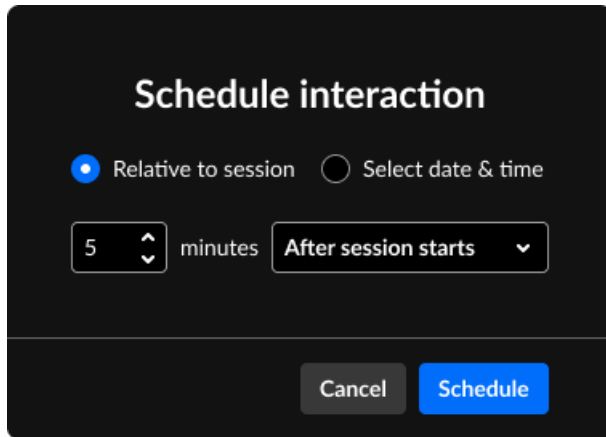 Schedule interaction
Relative to session Select date & time
5 minutes After session starts
Cancel Schedule